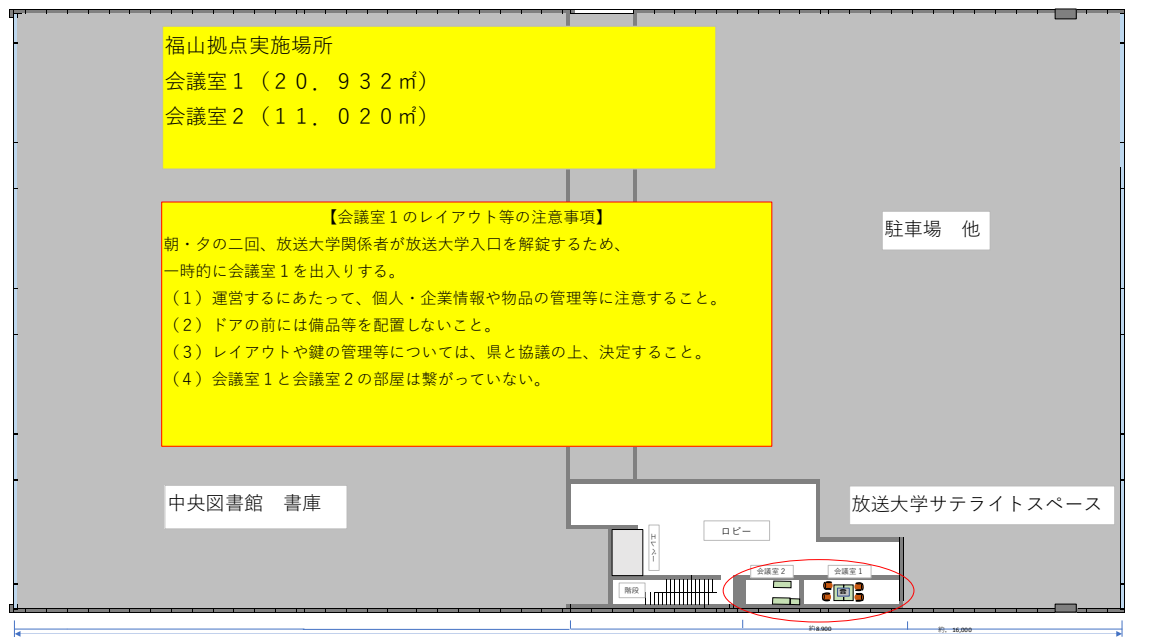 福山拠点実施場所
会議室１（２０．９３２㎡）
会議室２（１１．０２０㎡）
【会議室１のレイアウト等の注意事項】
朝・夕の二回、放送大学関係者が放送大学入口を解錠するため、
一時的に会議室１を出入りする。
（１）運営するにあたって、個人・企業情報や物品の管理等に注意すること。
（２）ドアの前には備品等を配置しないこと。
（３）レイアウトや鍵の管理等については、県と協議の上、決定すること。
（４）会議室１と会議室２の部屋は繋がっていない。
駐車場　他
中央図書館　書庫
放送大学サテライトスペース
ロビー
会議室２
会議室１
階段
約8.900
約、16,000